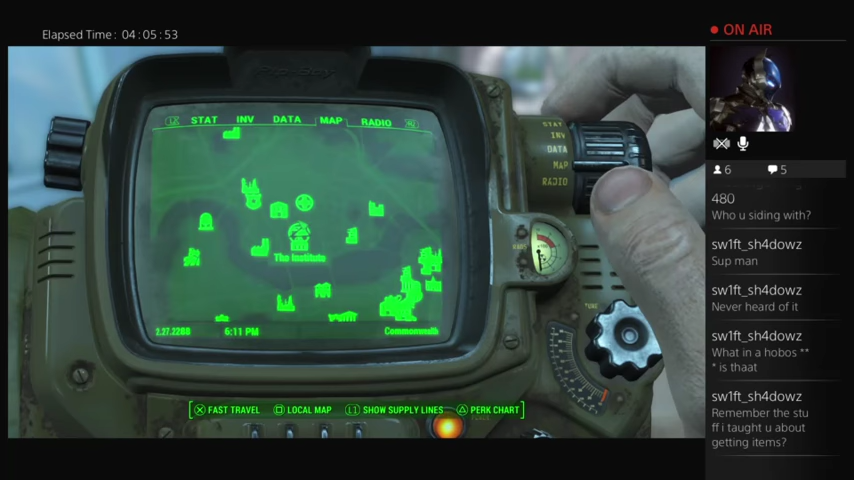 Elapsed Time: 04:05:53
ON AIR
STAT INV DATA MAP RADIO
The Institute
2.27.2288 6:11 PM Commonwealth
STAT
INV
DATA
MAP
RADIO
RADS
TUNE
FAST TRAVEL LOCAL MAP L1 SHOW SUPPLY LINES PERK CHART
6 5
480
Who u siding with?
sw1ft_sh4dowz
Sup man
sw1ft_sh4dowz
Never heard of it
sw1ft_sh4dowz
What in a hobos **
* is thaat
sw1ft_sh4dowz
Remember the stu
ff i taught u about
getting items?